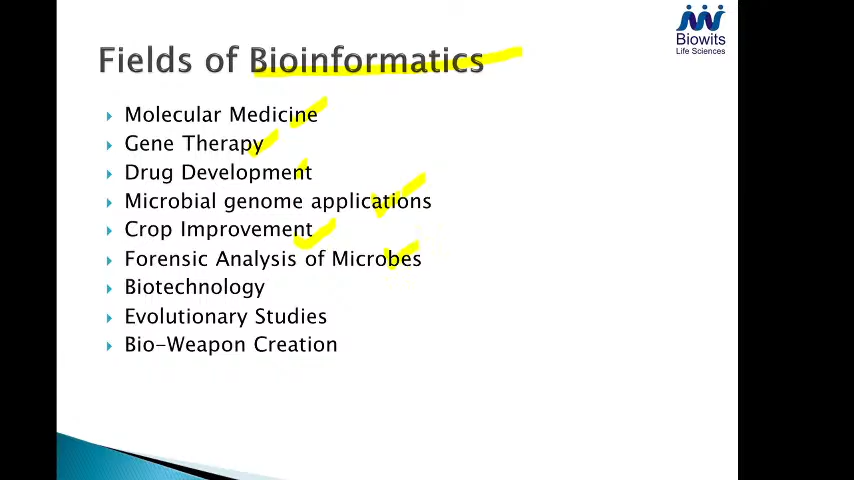 Biowits
Life Sciences
Fields of Bioinformatics
Molecular Medicine
Gene Therapy
Drug Development
Microbial genome applications
Crop Improvement
Forensic Analysis of Microbes
Biotechnology
Evolutionary Studies
Bio-Weapon Creation